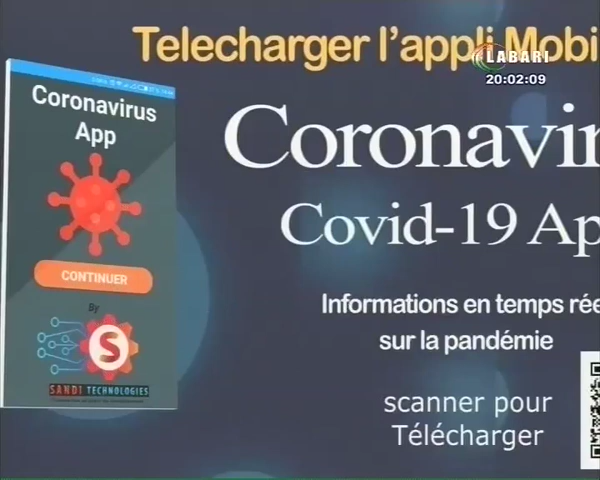 Telecharger l'appli Mobi
LABARI
20:02:09
Coronavirus
App
Coronavir
Covid-19 Ap
CONTINUER
Informations en temps rée
sur la pandémie
By
S
SANDI TECHNOLOGIES
scanner pour
Télécharger